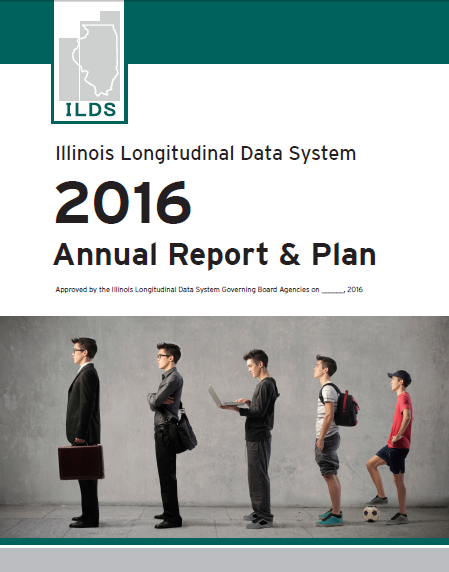 ILDS
Illinois Longitudinal Data System
2016
Annual Report & Plan
Approved by the Illinois Longitudinal Data System Governing Board Agencies on ______, 2016